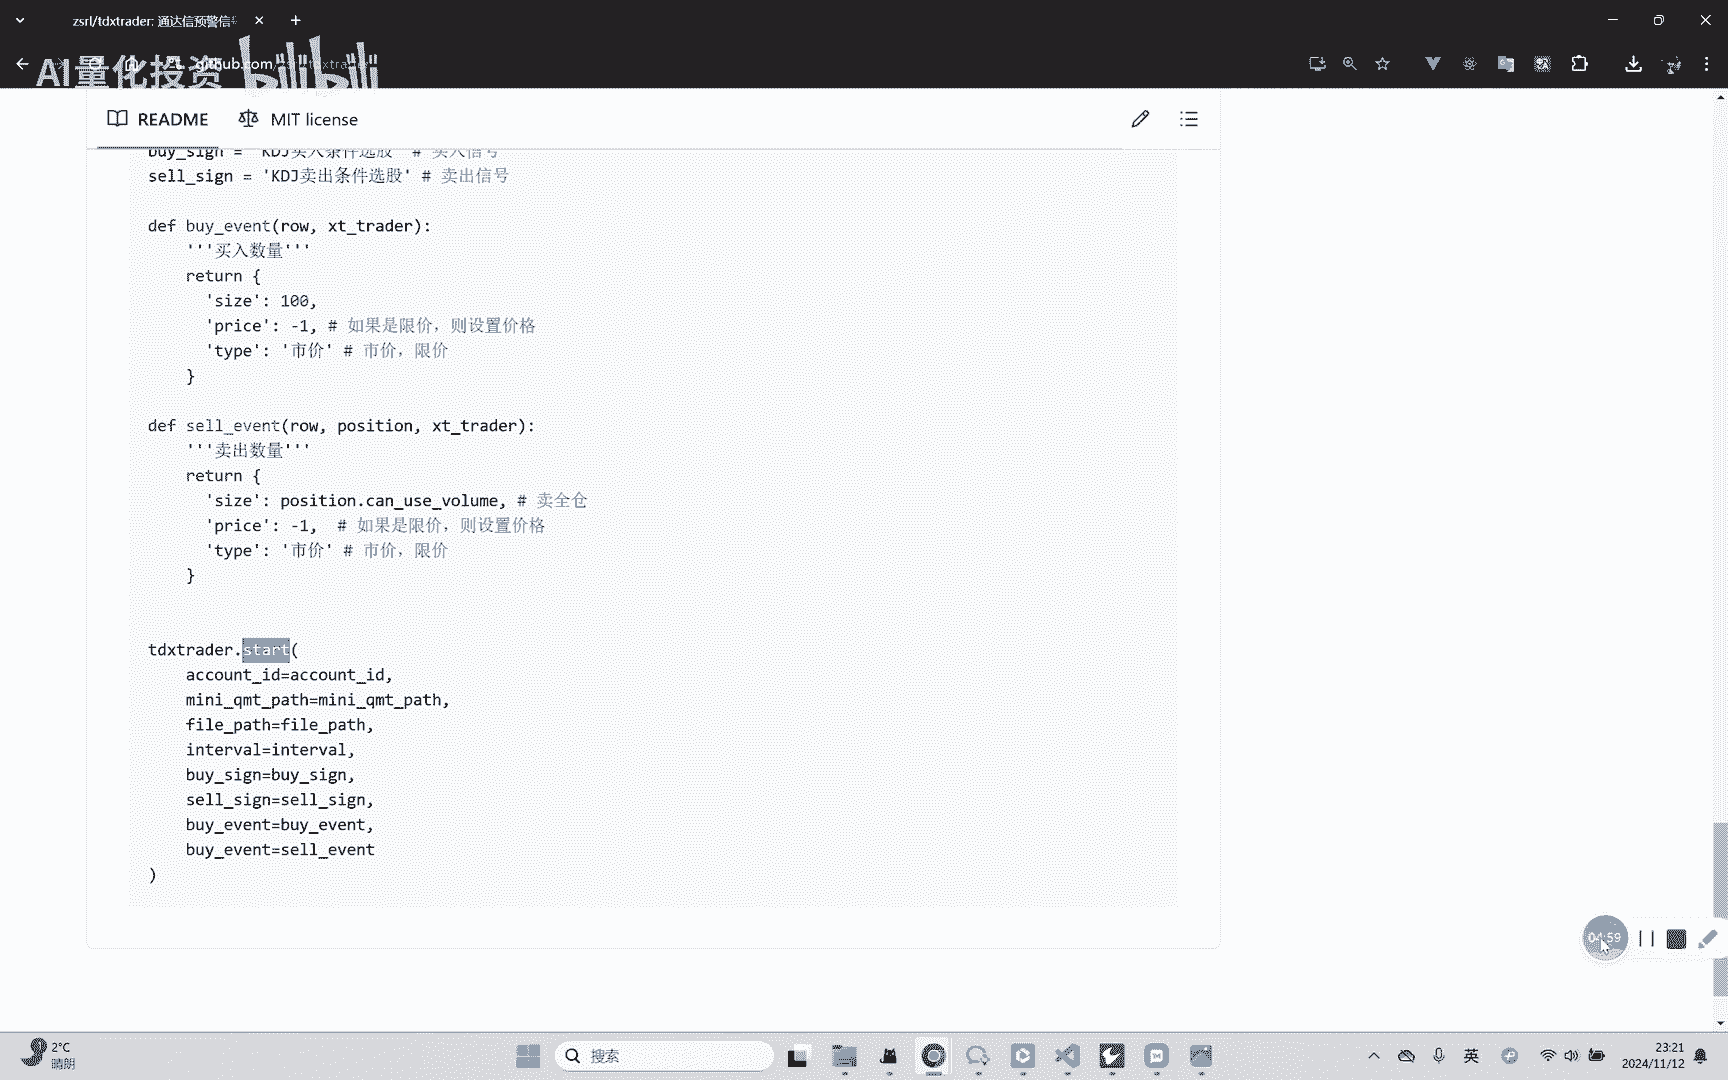 zsrl/tdxtrader: 通达信预警信
AI量化投资 bilibili
github.com
README
MIT license
buy_sign = 'KDJ买入条件选股' # 买入信号
sell_sign = 'KDJ卖出条件选股' # 卖出信号
def buy_event(row, xt_trader):
'''买入数量'''
return {
'size': 100,
'price': -1, # 如果是限价，则设置价格
'type': '市价' # 市价，限价
}
def sell_event(row, position, xt_trader):
'''卖出数量'''
return {
'size': position.can_use_volume, # 卖全仓
'price': -1,  # 如果是限价，则设置价格
'type': '市价' # 市价，限价
}
tdxtrader.start(
account_id=account_id,
mini_qmt_path=mini_qmt_path,
file_path=file_path,
interval=interval,
buy_sign=buy_sign,
sell_sign=sell_sign,
buy_event=buy_event,
buy_event=sell_event
)
04:59
2°C
晴朗
搜索
英
23:21
2024/11/12